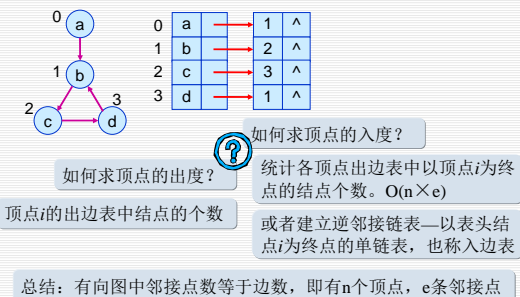 0 a
1 b
2 c
3 d
0 a 1 ^
1 b 2 ^
2 c 3 ^
3 d 1 ^
?
如何求顶点的入度？
如何求顶点的出度？
统计各顶点出边表中以顶点i为终
点的结点个数。O(n×e)
顶点i的出边表中结点的个数
或者建立逆邻接链表—以表头结
点i为终点的单链表，也称入边表
总结：有向图中邻接点数等于边数，即有n个顶点，e条邻接点